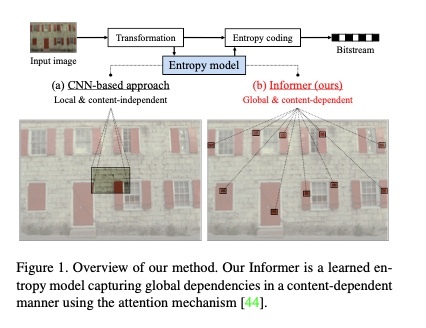 Transformation
Entropy coding
Input image
Bitstream
Entropy model
(a) CNN-based approach
(b) Informer (ours)
Local & content-independent
Global & content-dependent
Figure 1. Overview of our method. Our Informer is a learned en-
tropy model capturing global dependencies in a content-dependent
manner using the attention mechanism [44].